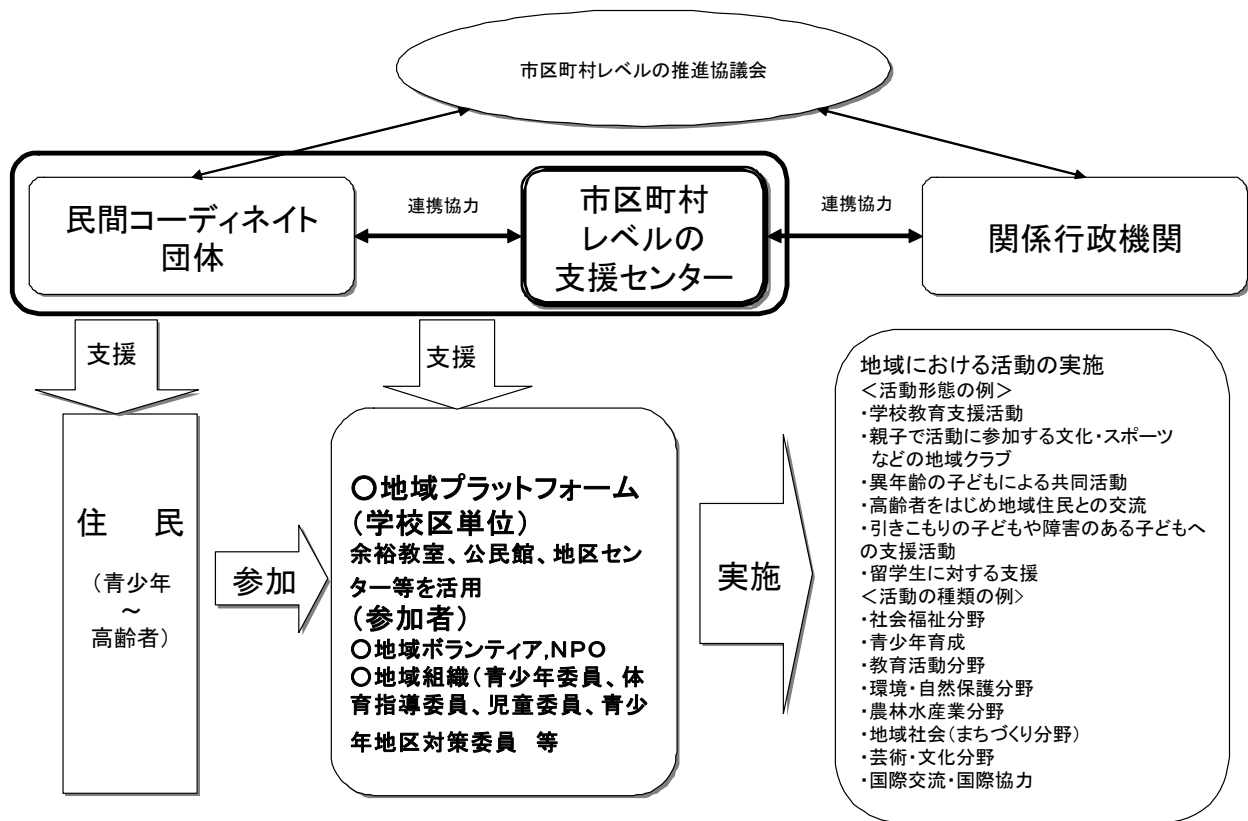 市区町村レベルの推進協議会
民間コーディネイト
団体
連携協力
市区町村
レベルの
支援センター
連携協力
関係行政機関
支援
支援
住 民
(青少年
～
高齢者)
参加
○地域プラットフォーム
(学校区単位)
余裕教室、公民館、地区セン
ター等を活用
(参加者)
○地域ボランティア,NPO
○地域組織(青少年委員、体
育指導委員、児童委員、青少
年地区対策委員 等
実施
地域における活動の実施
<活動形態の例>
・学校教育支援活動
・親子で活動に参加する文化・スポーツ
などの地域クラブ
・異年齢の子どもによる共同活動
・高齢者をはじめ地域住民との交流
・引きこもりの子どもや障害のある子どもへ
の支援活動
・留学生に対する支援
<活動の種類の例>
・社会福祉分野
・青少年育成
・教育活動分野
・環境・自然保護分野
・農林水産業分野
・地域社会(まちづくり分野)
・芸術・文化分野
・国際交流・国際協力